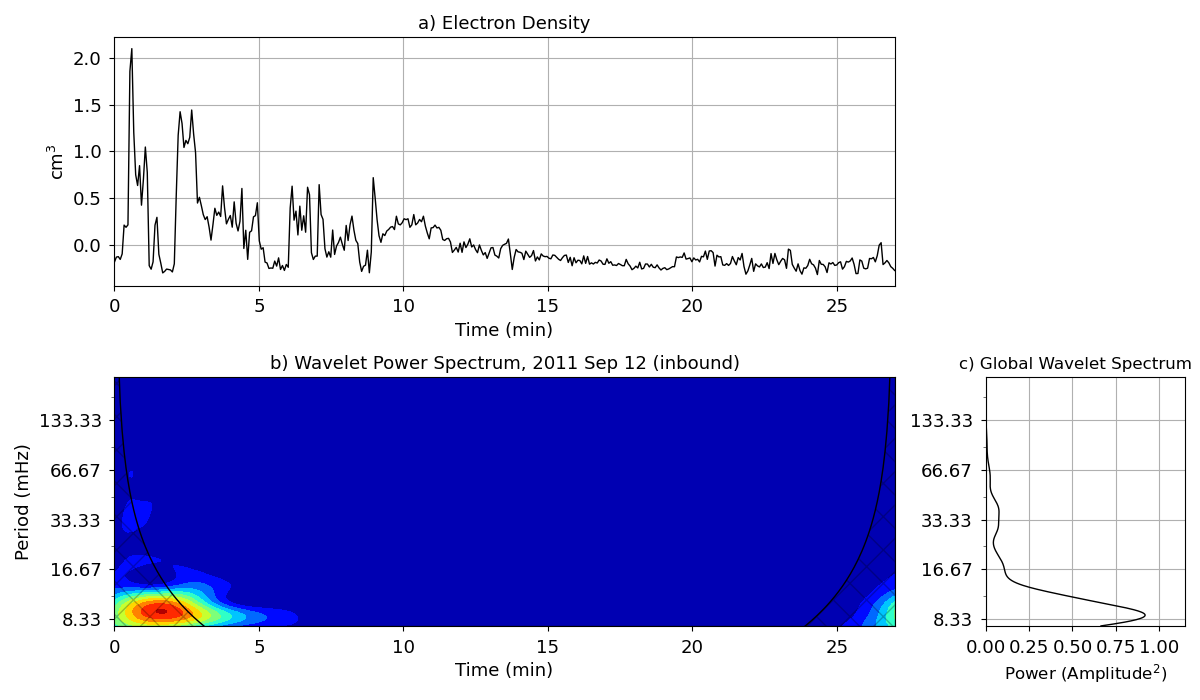 a) Electron Density
2.0
1.5
1.0
0.5
0.0
cm³
0 5 10 15 20 25
Time (min)
b) Wavelet Power Spectrum, 2011 Sep 12 (inbound)
133.33
66.67
33.33
16.67
8.33
Period (mHz)
0 5 10 15 20 25
Time (min)
c) Global Wavelet Spectrum
133.33
66.67
33.33
16.67
8.33
0.00 0.25 0.50 0.75 1.00
Power (Amplitude²)